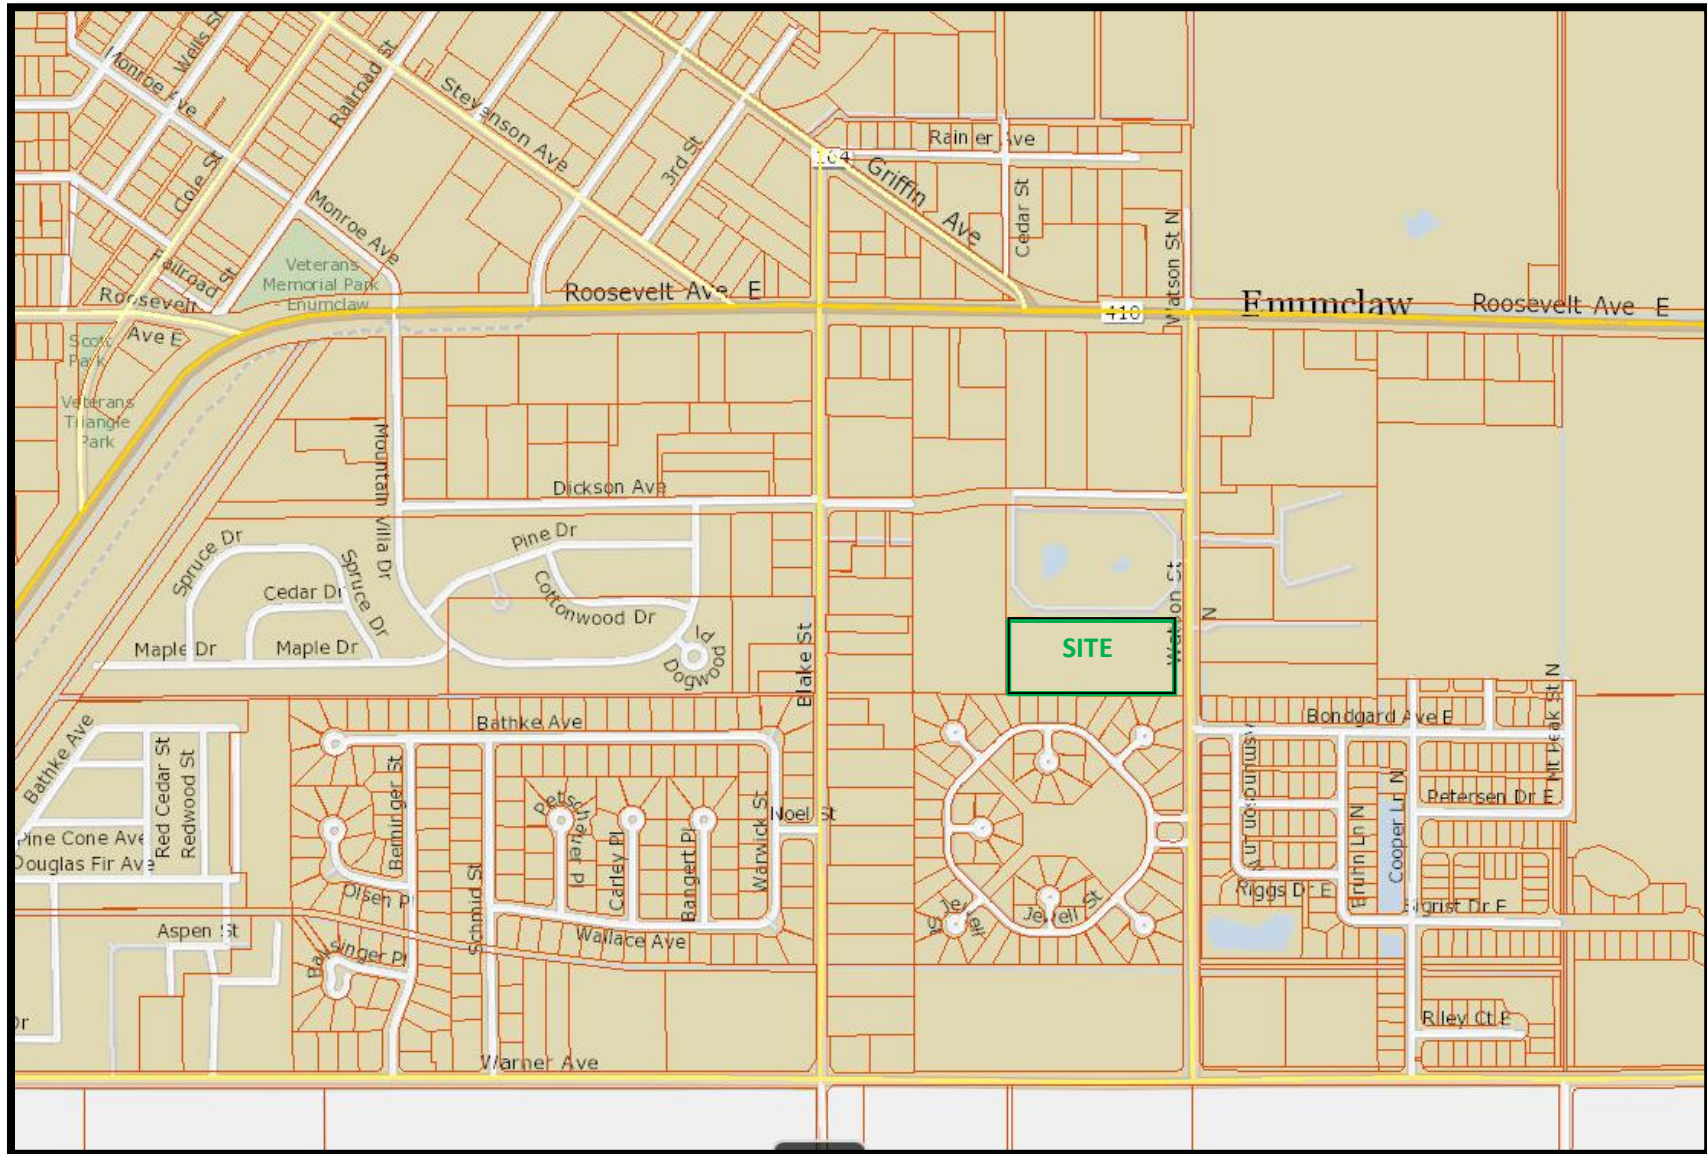 Wells St
Monroe Ave
Railroad St
Stevenson Ave
3rd St
Cole St
Monroe Ave
Railroad St
Veterans
Memorial Park
- Enumclaw
Roosevelt
Ave E
Scott
Park
Veterans
Triangle
Park
Roosevelt Ave E
164
Griffin Ave
Rainier Ave
Cedar St
Watson St N
410
Enumclaw
Roosevelt Ave E
Mountain Villa Dr
Dickson Ave
Spruce Dr
Pine Dr
Cedar Dr
Spruce Dr
Cottonwood Dr
Maple Dr
Maple Dr
Dogwood Pl
Blake St
SITE
Watson St N
Bathke Ave
Bathke Ave
Red Cedar St
Redwood St
Berninger St
Pine Cone Ave
Douglas Fir Ave
Olsen Pl
Schmid St
Carley Pl
Bangert Pl
Warwick St
Noel St
Wallace Ave
Aspen St
Dr
Warner Ave
Jewell St
Jewell St
Bondgard Ave E
Mt Peak St N
Petersen Dr E
Cooper Ln N
Bruhn Ln N
Riggs Dr E
Sigrist Dr E
Riley Ct E